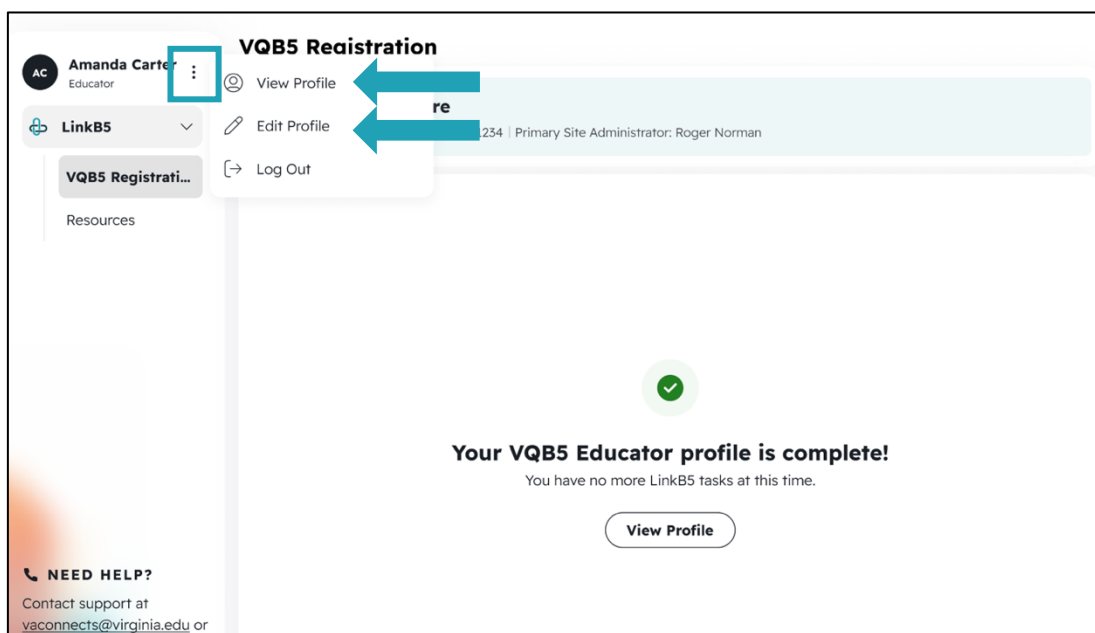 VQB5 Registration
AC
Amanda Carter
Educator
View Profile
Edit Profile
Log Out
re
1234 | Primary Site Administrator: Roger Norman
LinkB5
VQB5 Registrati...
Resources
Your VQB5 Educator profile is complete!
You have no more LinkB5 tasks at this time.
View Profile
NEED HELP?
Contact support at
vaconnects@virginia.edu or